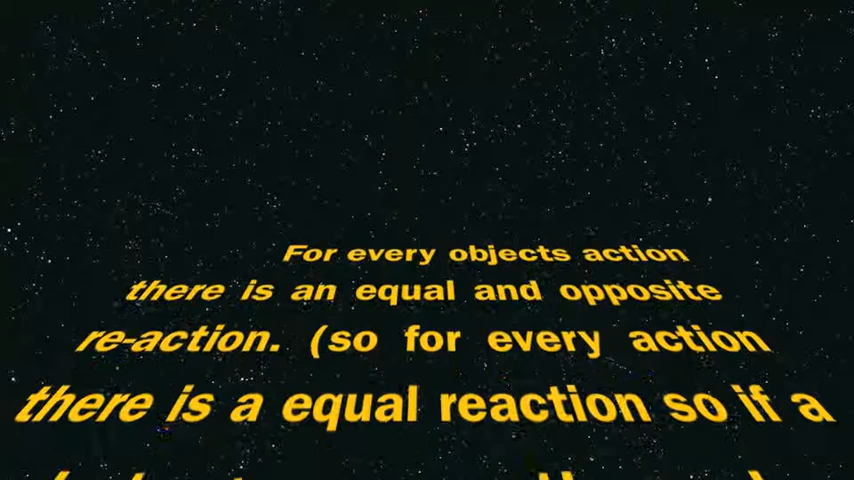 For every objects action
there is an equal and opposite
re-action. (so for every action
there is a equal reaction so if a